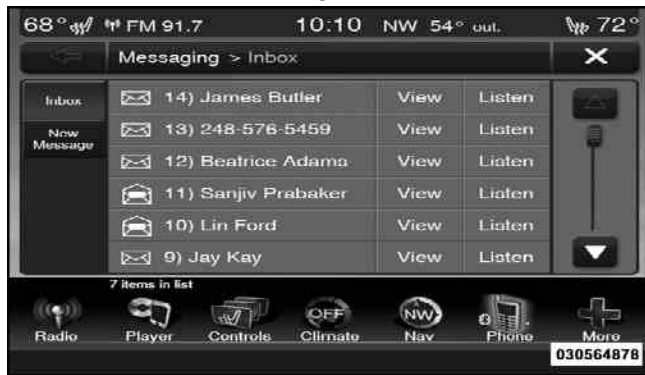 68° FM 91.7 10:10 NW 54° out. 72°
Messaging > Inbox X
Inbox
New Message
14) James Butler View Listen
13) 248-576-5459 View Listen
12) Beatrice Adams View Listen
11) Sanjiv Prabaker View Listen
10) Lin Ford View Listen
9) Jay Kay View Listen
7 items in list
OFF NW
Radio Player Controls Climate Nav Phone More
030564878